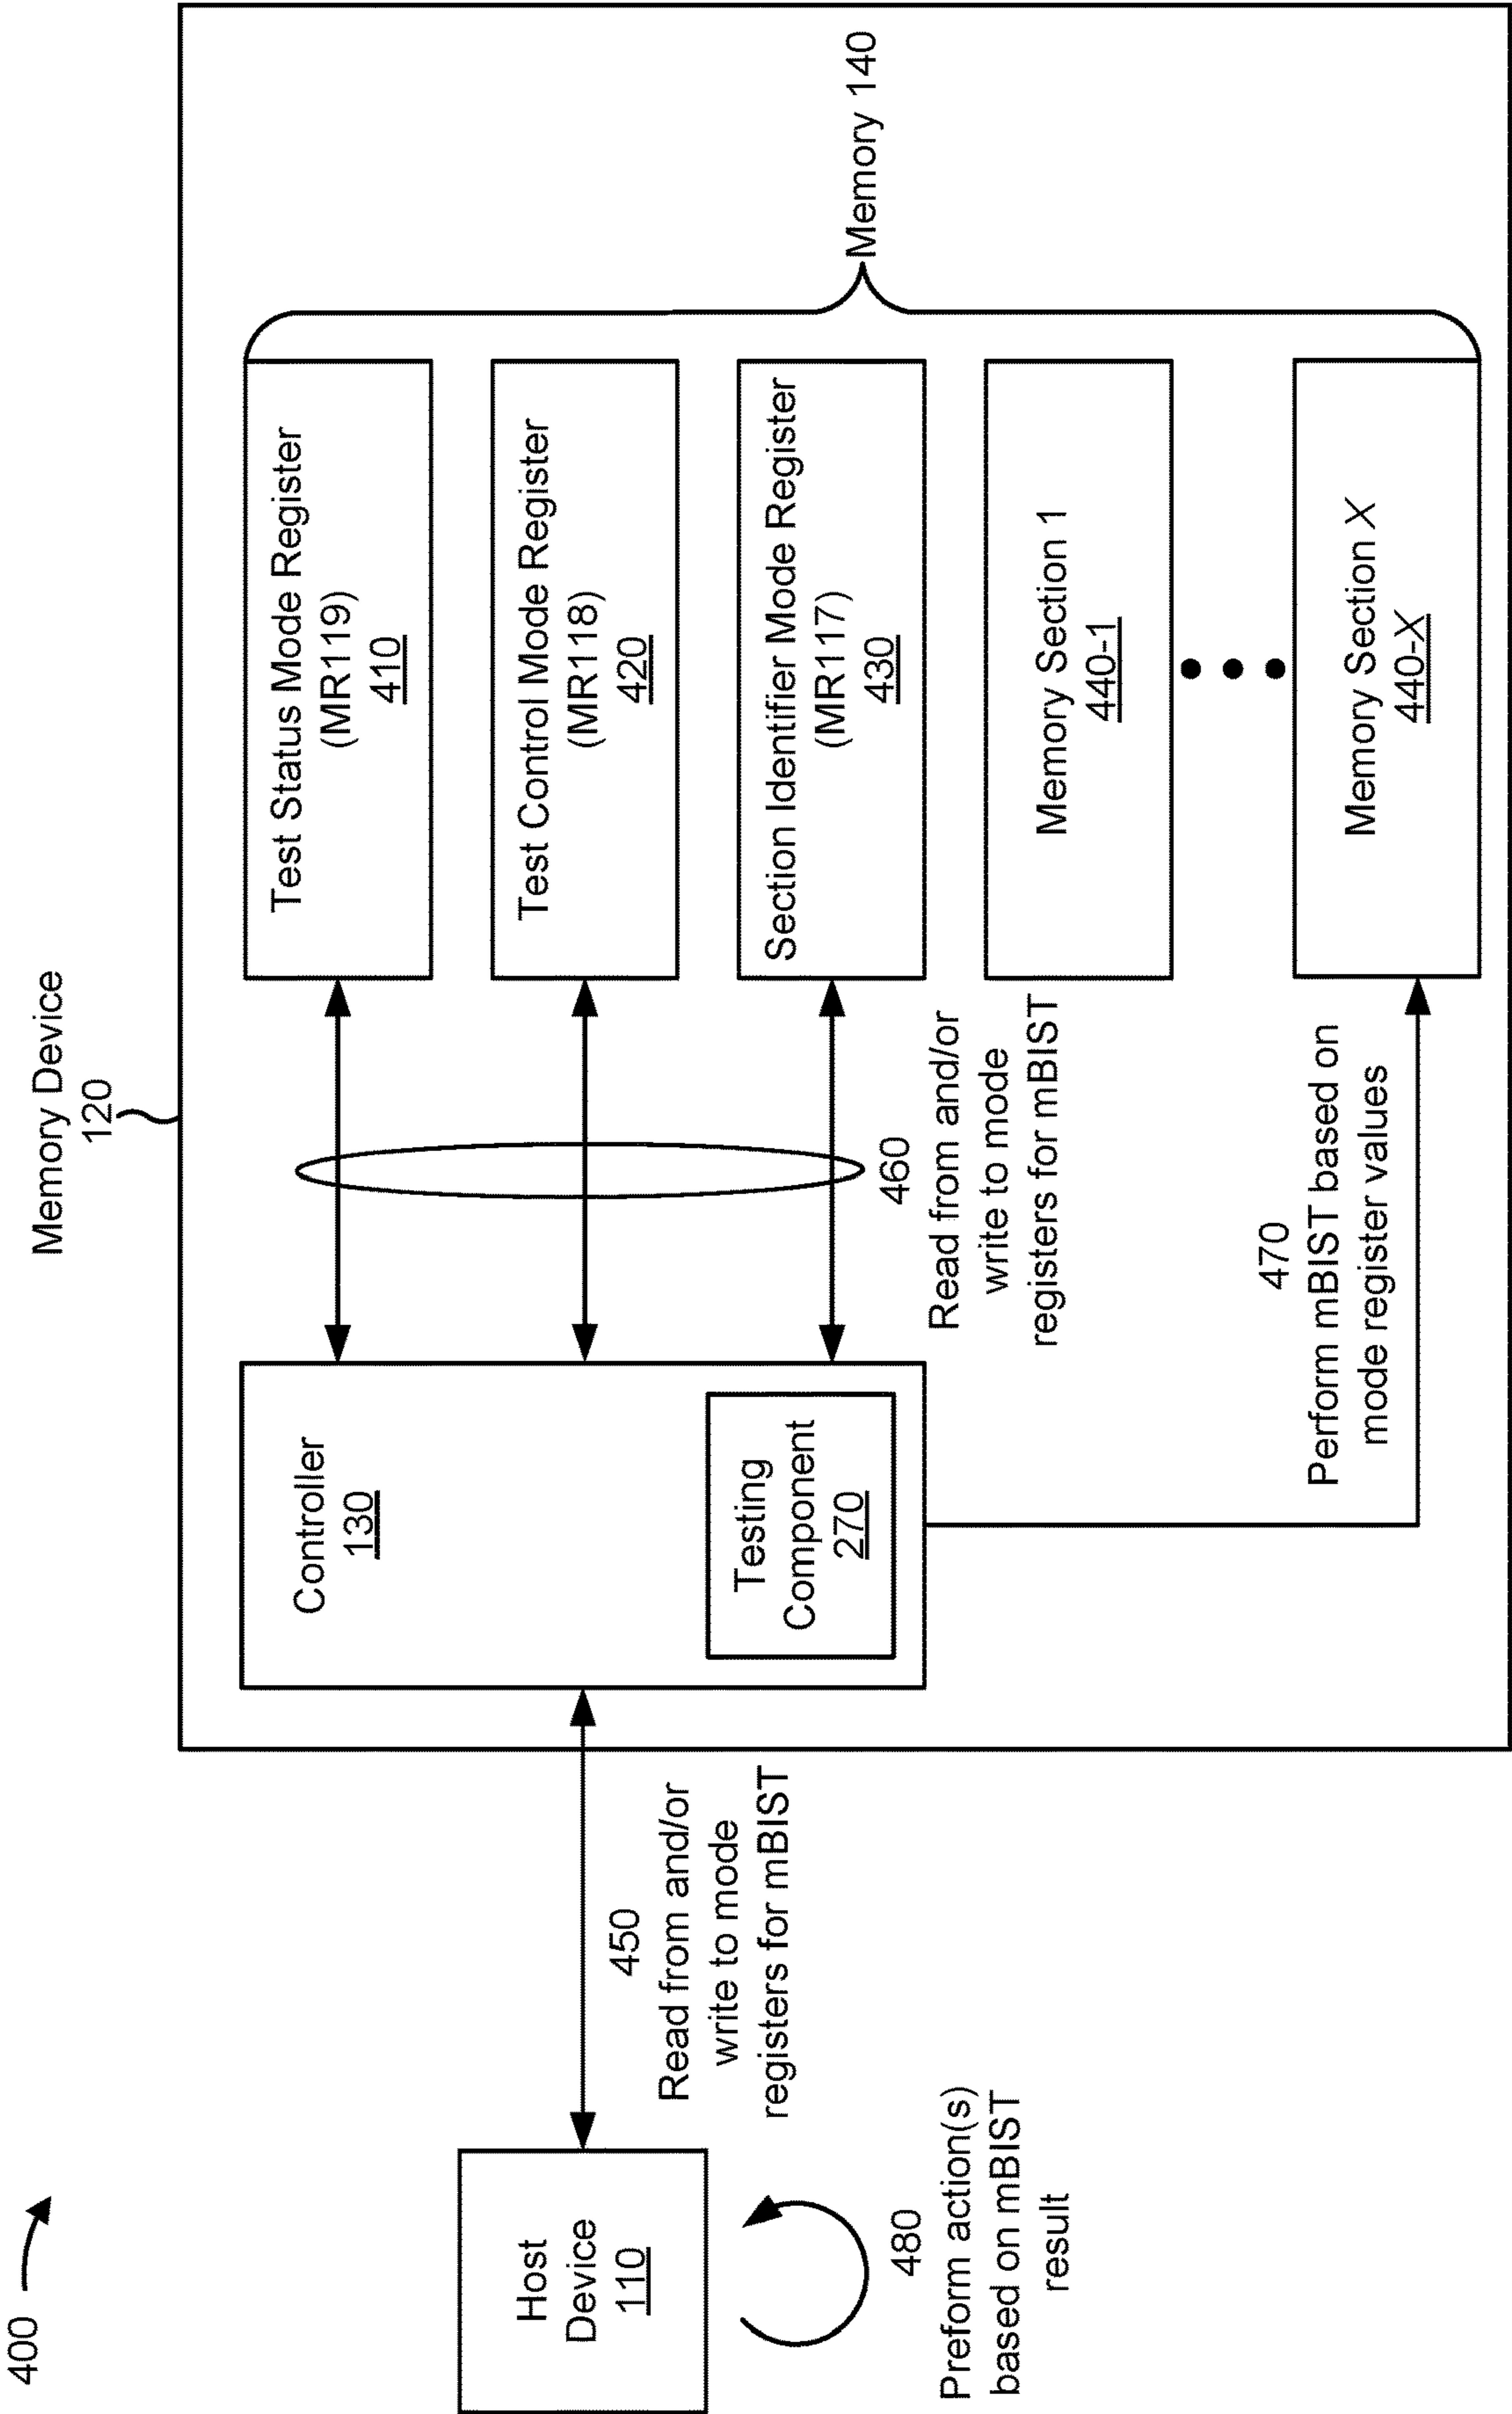 400
Memory Device
120
Host
Device
110
480
Preform action(s)
based on mBIST
result
450
Read from and/or
write to mode
registers for mBIST
Controller
130
Testing
Component
270
460
Read from and/or
write to mode
registers for mBIST
470
Perform mBIST based on
mode register values
Test Status Mode Register
(MR119)
410
Test Control Mode Register
(MR118)
420
Section Identifier Mode Register
(MR117)
430
Memory Section 1
440-1
Memory Section X
440-X
Memory 140